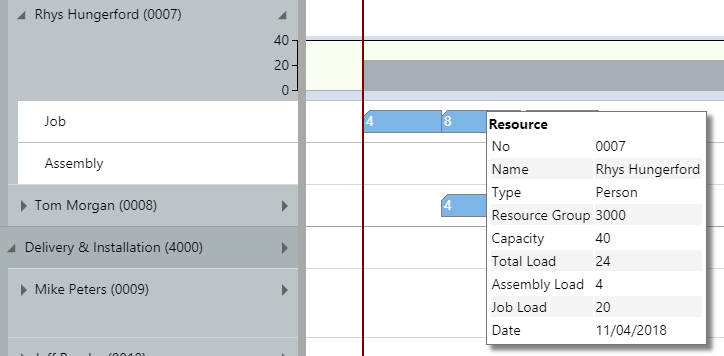 Rhys Hungerford (0007)
40
20
0
Job
4 8
Assembly
Tom Morgan (0008)
4
Delivery & Installation (4000)
Mike Peters (0009)
Resource
No 0007
Name Rhys Hungerford
Type Person
Resource Group 3000
Capacity 40
Total Load 24
Assembly Load 4
Job Load 20
Date 11/04/2018